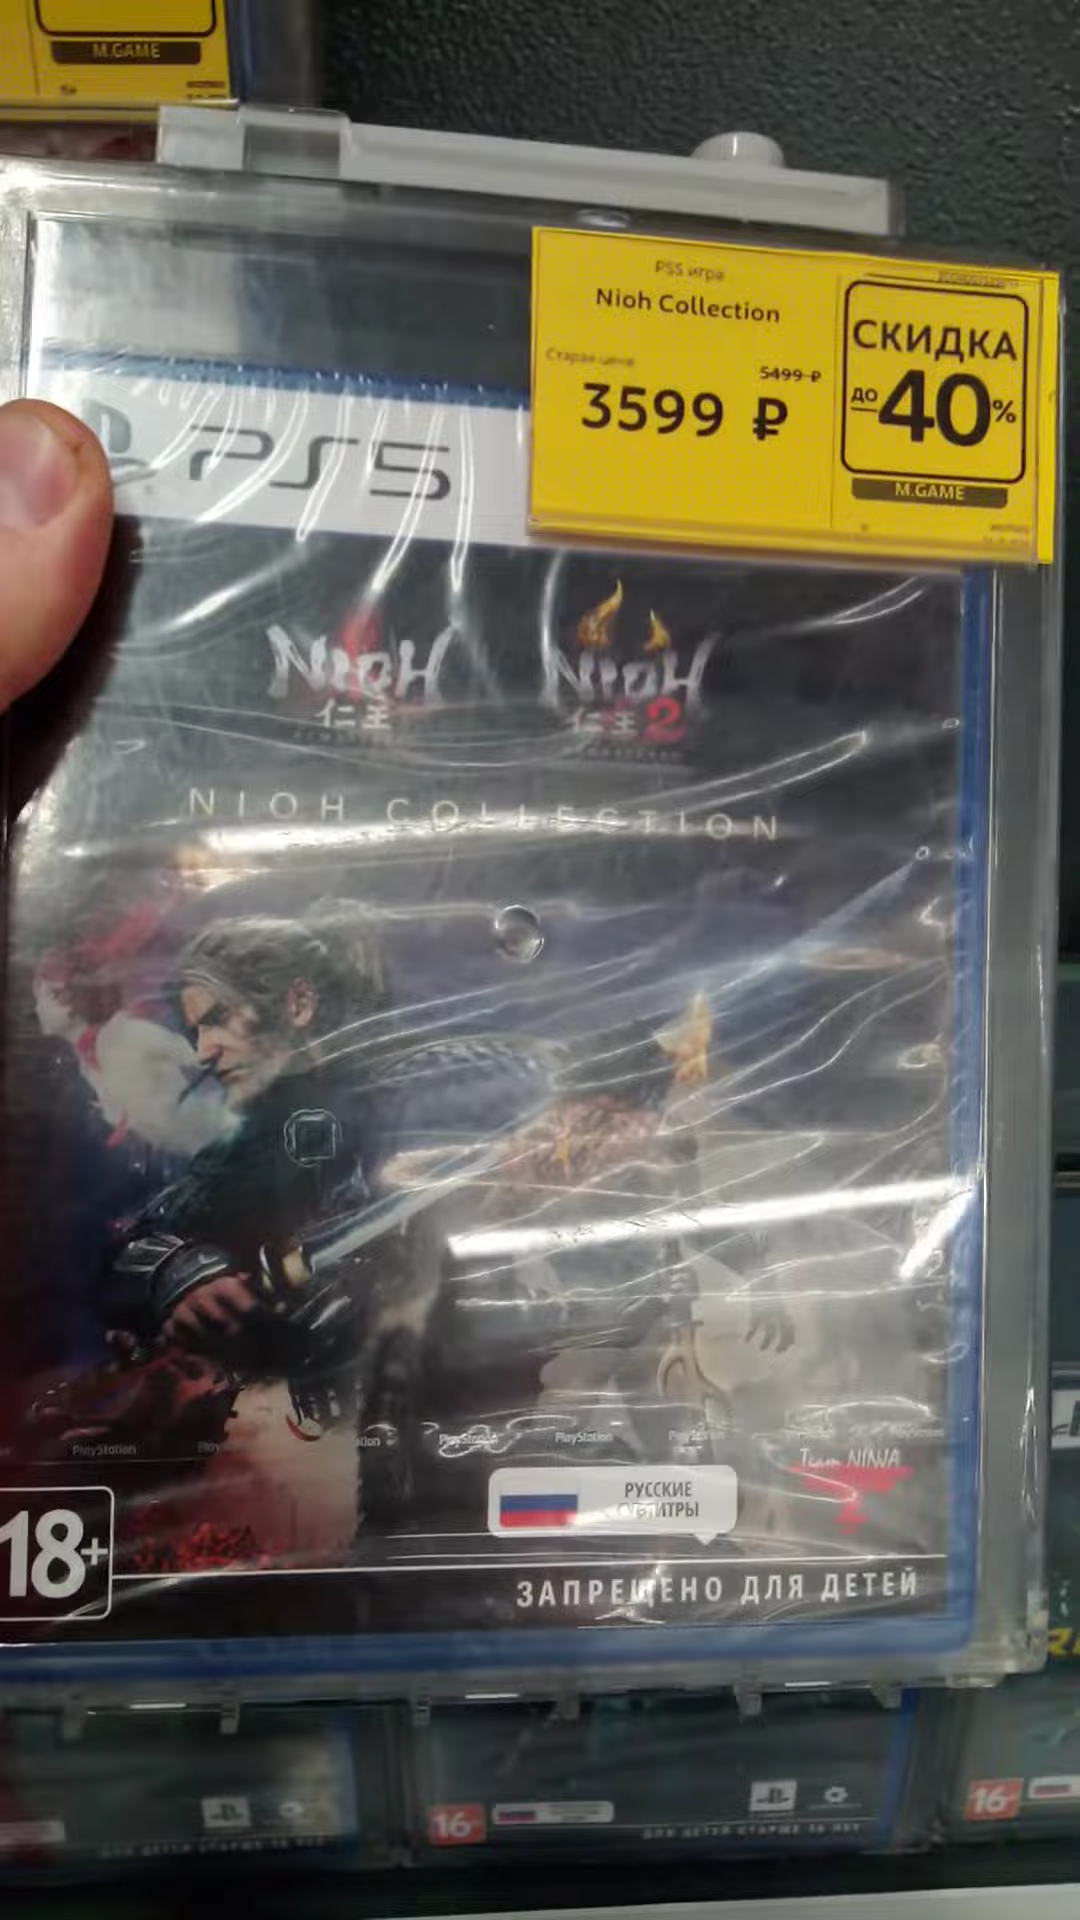 M.GAME
PS5 игра
Nioh Collection
Старая цена
5499 ₽
3599 ₽
СКИДКА
до 40%
M.GAME
PS5
NIOH
仁王
NIOH
仁王2
NIOH COLLECTION
PlayStation
PlayStation
PlayStation
Team NINJA
РУССКИЕ
СУБТИТРЫ
18+
ЗАПРЕЩЕНО ДЛЯ ДЕТЕЙ
16+
16+